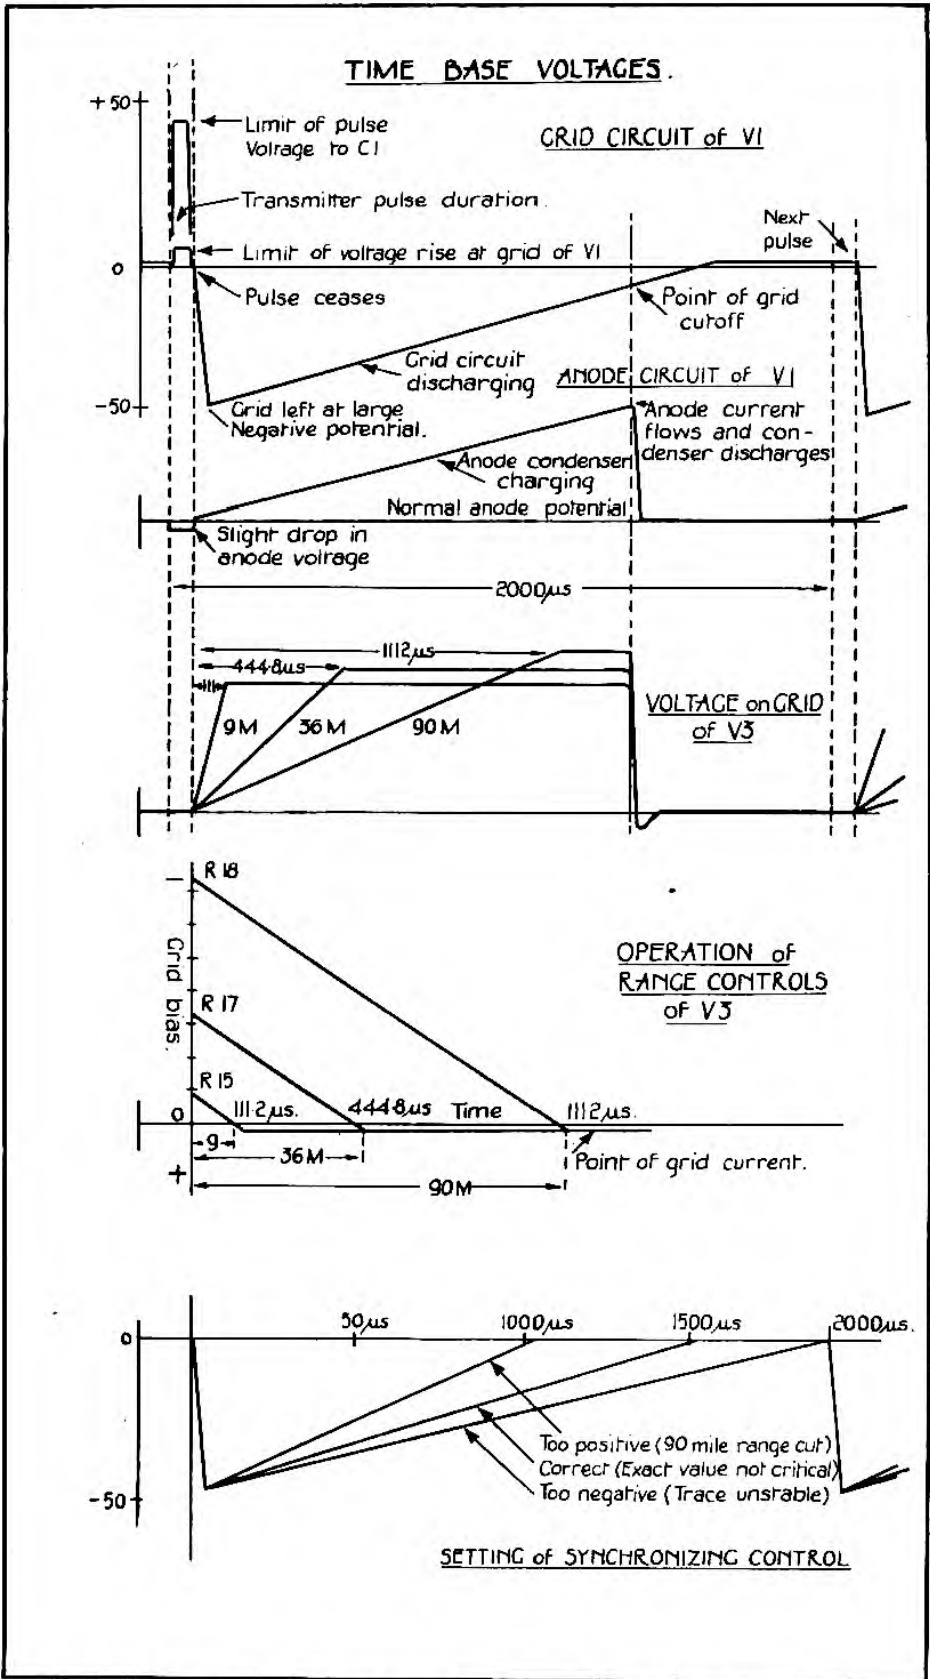 TIME BASE VOLTAGES.
+50
Limit of pulse
Voltage to C1
GRID CIRCUIT of V1
Transmitter pulse duration.
Next
pulse
Limit of voltage rise at grid of V1
0
Pulse ceases
Point of grid
cutoff
Grid circuit
discharging
ANODE CIRCUIT of V1
-50
Grid left at large
Negative potential.
Anode current
flows and con-
denser discharges
Anode condenser
charging
Normal anode potential
Slight drop in
anode voltage
2000µs
1112µs
444.8µs
111
9M
36M
90M
VOLTAGE on GRID
of V3
R 18
Grid bias.
R 17
R 15
OPERATION of
RANGE CONTROLS
of V3
0
111.2µs.
444.8µs
Time
1112µs.
9
36M
Point of grid current.
+
90M
50µs
1000µs
1500µs
2000µs.
0
Too positive (90 mile range cut)
Correct (Exact value not critical)
Too negative (Trace unstable)
-50
SETTING of SYNCHRONIZING CONTROL